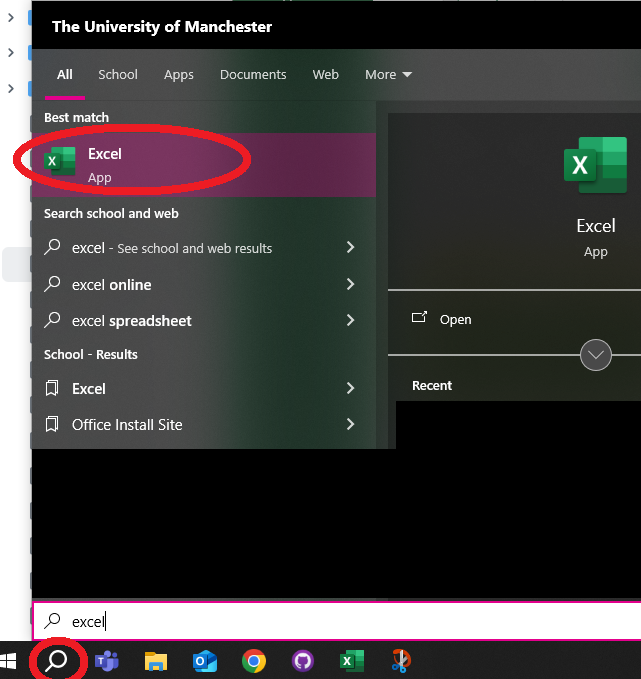 The University of Manchester
All School Apps Documents Web More
Best match
Excel
App
Search school and web
excel - See school and web results
excel online
excel spreadsheet
School - Results
Excel
Office Install Site
Excel
App
Open
Recent
excel